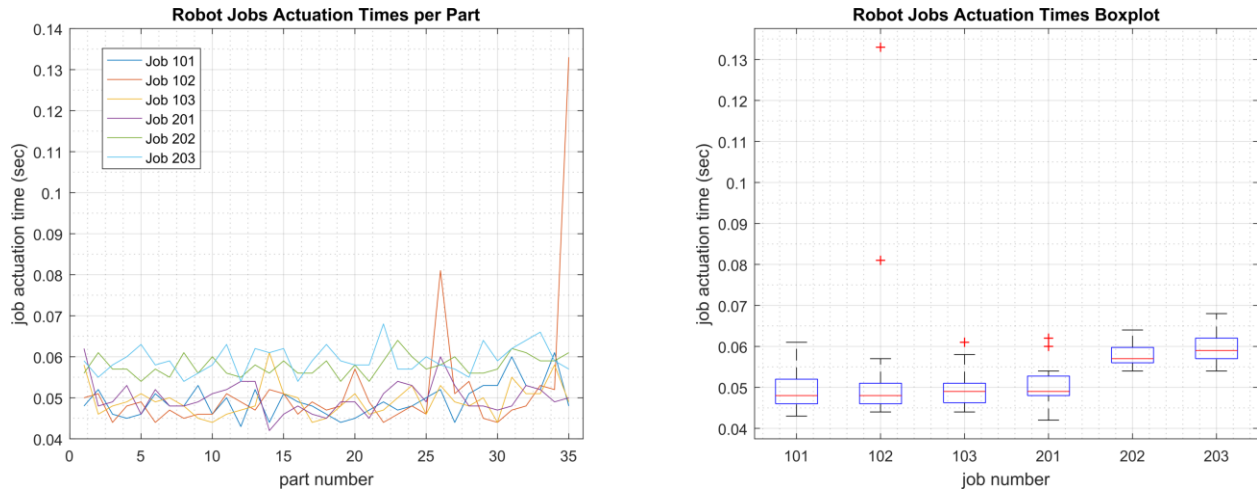 Robot Jobs Actuation Times per Part
0.14
0.13
0.12
0.11
0.1
0.09
0.08
0.07
0.06
0.05
0.04
job actuation time (sec)
Job 101
Job 102
Job 103
Job 201
Job 202
Job 203
0 5 10 15 20 25 30 35
part number
Robot Jobs Actuation Times Boxplot
0.13
0.12
0.11
0.1
0.09
0.08
0.07
0.06
0.05
0.04
job actuation time (sec)
101 102 103 201 202 203
job number